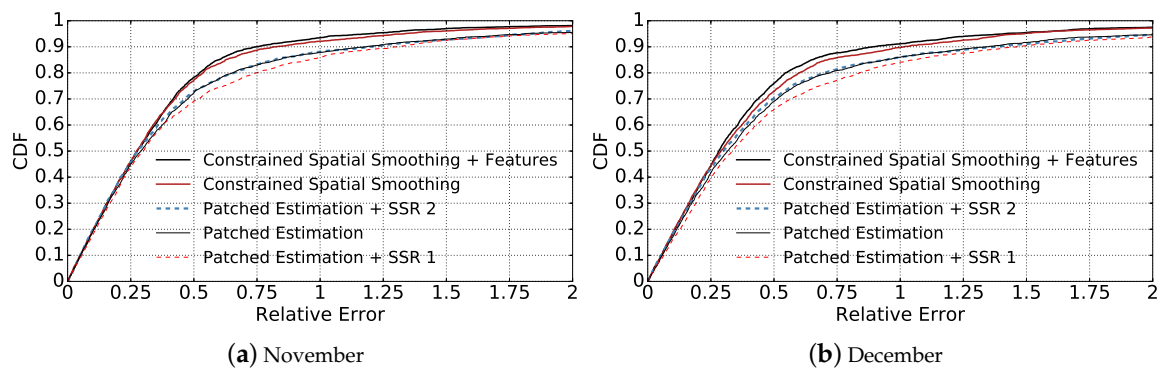 1
0.9
0.8
0.7
0.6
0.5
0.4
0.3
0.2
0.1
0
CDF
Constrained Spatial Smoothing + Features
Constrained Spatial Smoothing
Patched Estimation + SSR 2
Patched Estimation
Patched Estimation + SSR 1
0 0.25 0.5 0.75 1 1.25 1.5 1.75 2
Relative Error
(a) November
1
0.9
0.8
0.7
0.6
0.5
0.4
0.3
0.2
0.1
0
CDF
Constrained Spatial Smoothing + Features
Constrained Spatial Smoothing
Patched Estimation + SSR 2
Patched Estimation
Patched Estimation + SSR 1
0 0.25 0.5 0.75 1 1.25 1.5 1.75 2
Relative Error
(b) December